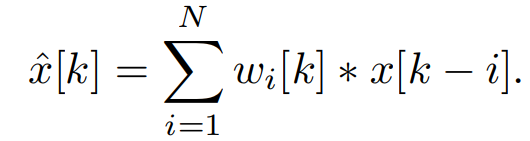 x̂[k] = ∑_{i=1}^{N} w_i[k] * x[k − i].